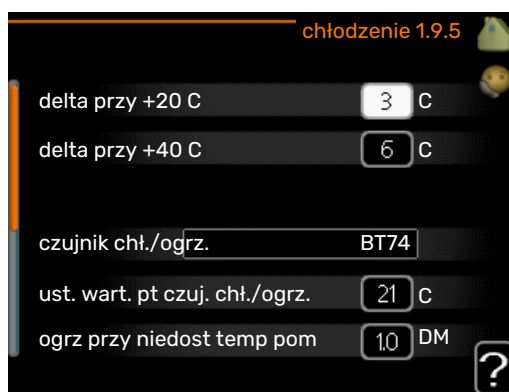 chłodzenie 1.9.5
delta przy +20 C 3 C
delta przy +40 C 6 C
czujnik chł./ogrz. BT74
ust. wart. pt czuj. chł./ogrz. 21 C
ogrz przy niedost temp pom 1.0 DM
?